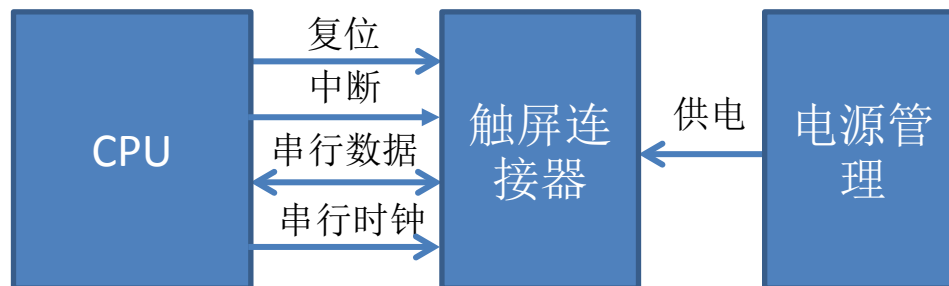 复位
中断
CPU
串行数据
串行时钟
触屏连
接器
供电
电源管
理